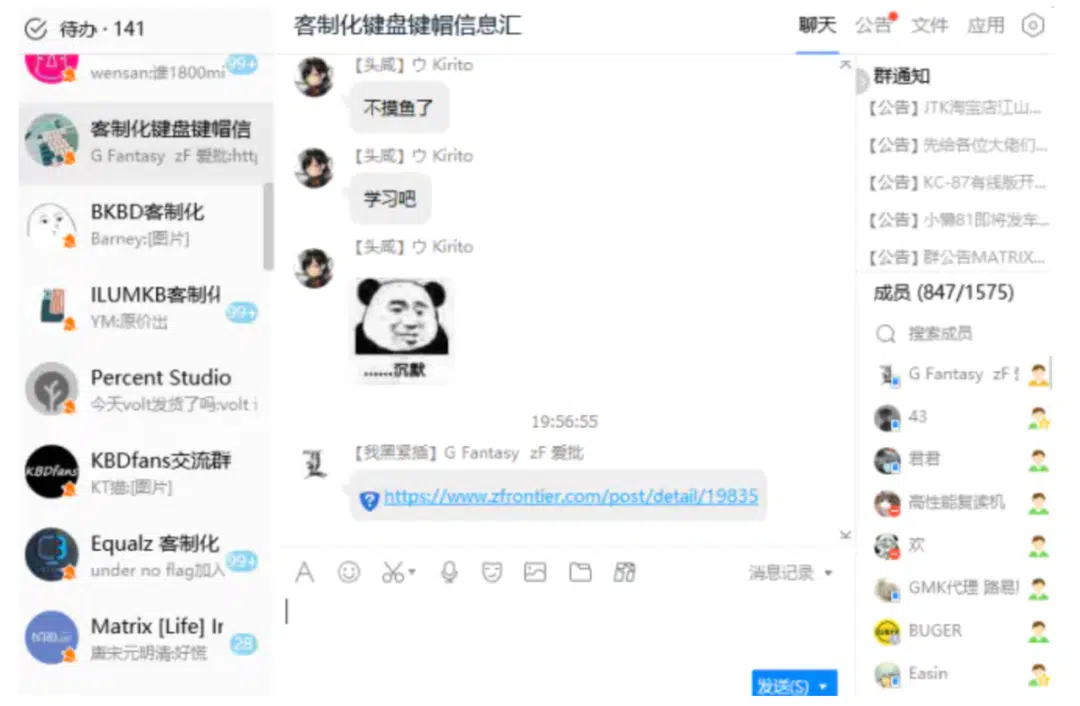 待办 · 141
wensan:谁1800mi
99+
客制化键盘键帽信
G Fantasy zF 爱批:http
BKBD客制化
Barney:[图片]
ILUMKB客制化
YM:原价出
99+
Percent Studio
今天volt发货了吗:volt i
KBDfans
KBDfans交流群
KT猫:[图片]
Equalz 客制化
under no flag加入
99+
Matrix [Life] In
唐宋元明清:好慌
28
客制化键盘键帽信息汇
聊天
公告
文件
应用
【头咸】ウ Kirito
不摸鱼了
【头咸】ウ Kirito
学习吧
【头咸】ウ Kirito
......沉默
19:56:55
【我黑紧插】G Fantasy zF 爱批
https://www.zfrontier.com/post/detail/19835
消息记录
发送(S)
群通知
【公告】JTK淘宝店江山...
【公告】先给各位大佬们...
【公告】KC-87有线版开...
【公告】小懒81即将发车...
【公告】群公告MATRIX...
成员 (847/1575)
搜索成员
G Fantasy zF
43
君君
高性能复读机
欢
GMK代理 路易
BUGER
Easin